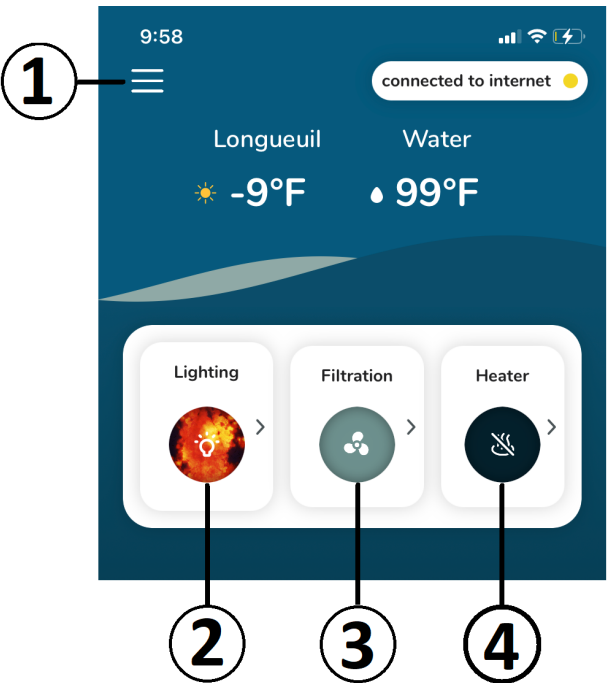 9:58
1
connected to internet
Longueuil Water
-9°F 99°F
Lighting Filtration Heater
2 3 4